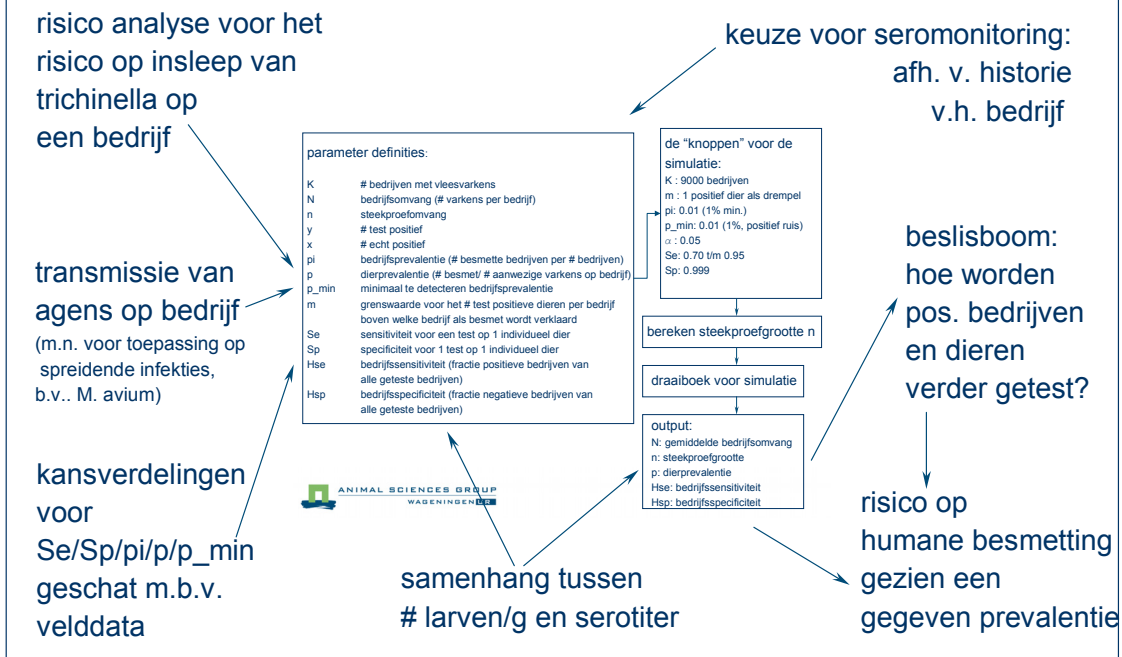 risico analyse voor het
risico op insleep van
trichinella op
een bedrijf
keuze voor seromonitoring:
afh. v. historie
v.h. bedrijf
parameter definities:
K # bedrijven met vleesvarkens
N bedrijfsomvang (# varkens per bedrijf)
n steekproefomvang
y # test positief
x # echt positief
pi bedrijfsprevalentie (# besmette bedrijven per # bedrijven)
p dierprevalentie (# besmet/ # aanwezige varkens op bedrijf)
p_min minimaal te detecteren bedrijfsprevalentie
m grenswaarde voor het # test positieve dieren per bedrijf
boven welke bedrijf als besmet wordt verklaard
Se sensitiviteit voor een test op 1 individueel dier
Sp specificiteit voor 1 test op 1 individueel dier
Hse bedrijfssensitiviteit (fractie positieve bedrijven van
alle geteste bedrijven)
Hsp bedrijfsspecificiteit (fractie negatieve bedrijven van
alle geteste bedrijven)
de "knoppen" voor de
simulatie:
K : 9000 bedrijven
m : 1 positief dier als drempel
pi: 0.01 (1% min.)
p_min: 0.01 (1%, positief ruis)
α : 0.05
Se: 0.70 t/m 0.95
Sp: 0.999
bereken steekproefgrootte n
draaiboek voor simulatie
output:
N: gemiddelde bedrijfsomvang
n: steekproefgrootte
p: dierprevalentie
Hse: bedrijfssensitiviteit
Hsp: bedrijfsspecificiteit
transmissie van
agens op bedrijf
(m.n. voor toepassing op
spreidende infekties,
b.v.. M. avium)
kansverdelingen
voor
Se/Sp/pi/p/p_min
geschat m.b.v.
velddata
ANIMAL SCIENCES GROUP
WAGENINGEN UR
samenhang tussen
# larven/g en serotiter
beslisboom:
hoe worden
pos. bedrijven
en dieren
verder getest?
risico op
humane besmetting
gezien een
gegeven prevalentie